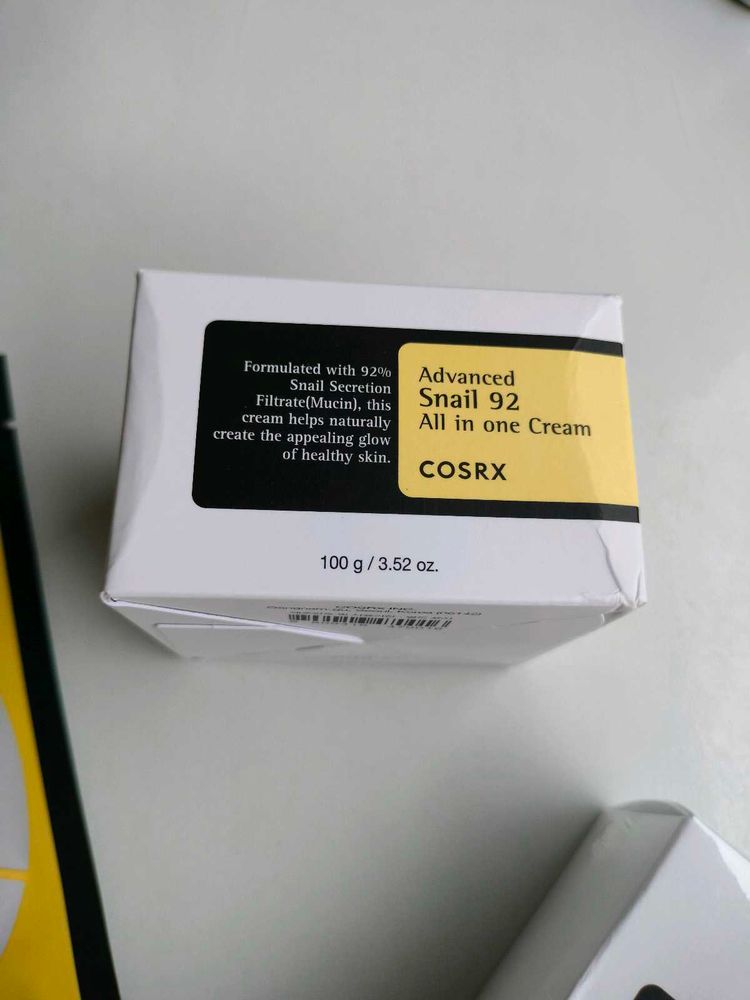 Formulated with 92%
Snail Secretion
Filtrate(Mucin), this
cream helps naturally
create the appealing glow
of healthy skin.
Advanced
Snail 92
All in one Cream
COSRX
100 g / 3.52 oz.